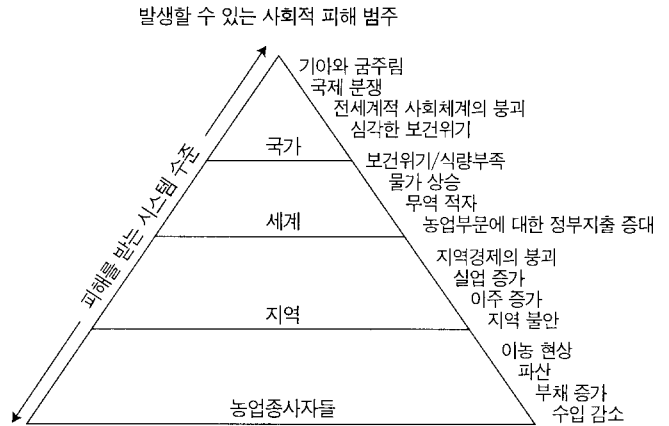 발생할 수 있는 사회적 피해 범주
피해를 받는 시스템 수준
기아와 굶주림
국제 분쟁
전세계적 사회체계의 붕괴
심각한 보건위기
국가
보건위기/식량부족
물가 상승
무역 적자
농업부문에 대한 정부지출 증대
세계
지역경제의 붕괴
실업 증가
이주 증가
지역 불안
지역
이농 현상
파산
부채 증가
수입 감소
농업종사자들